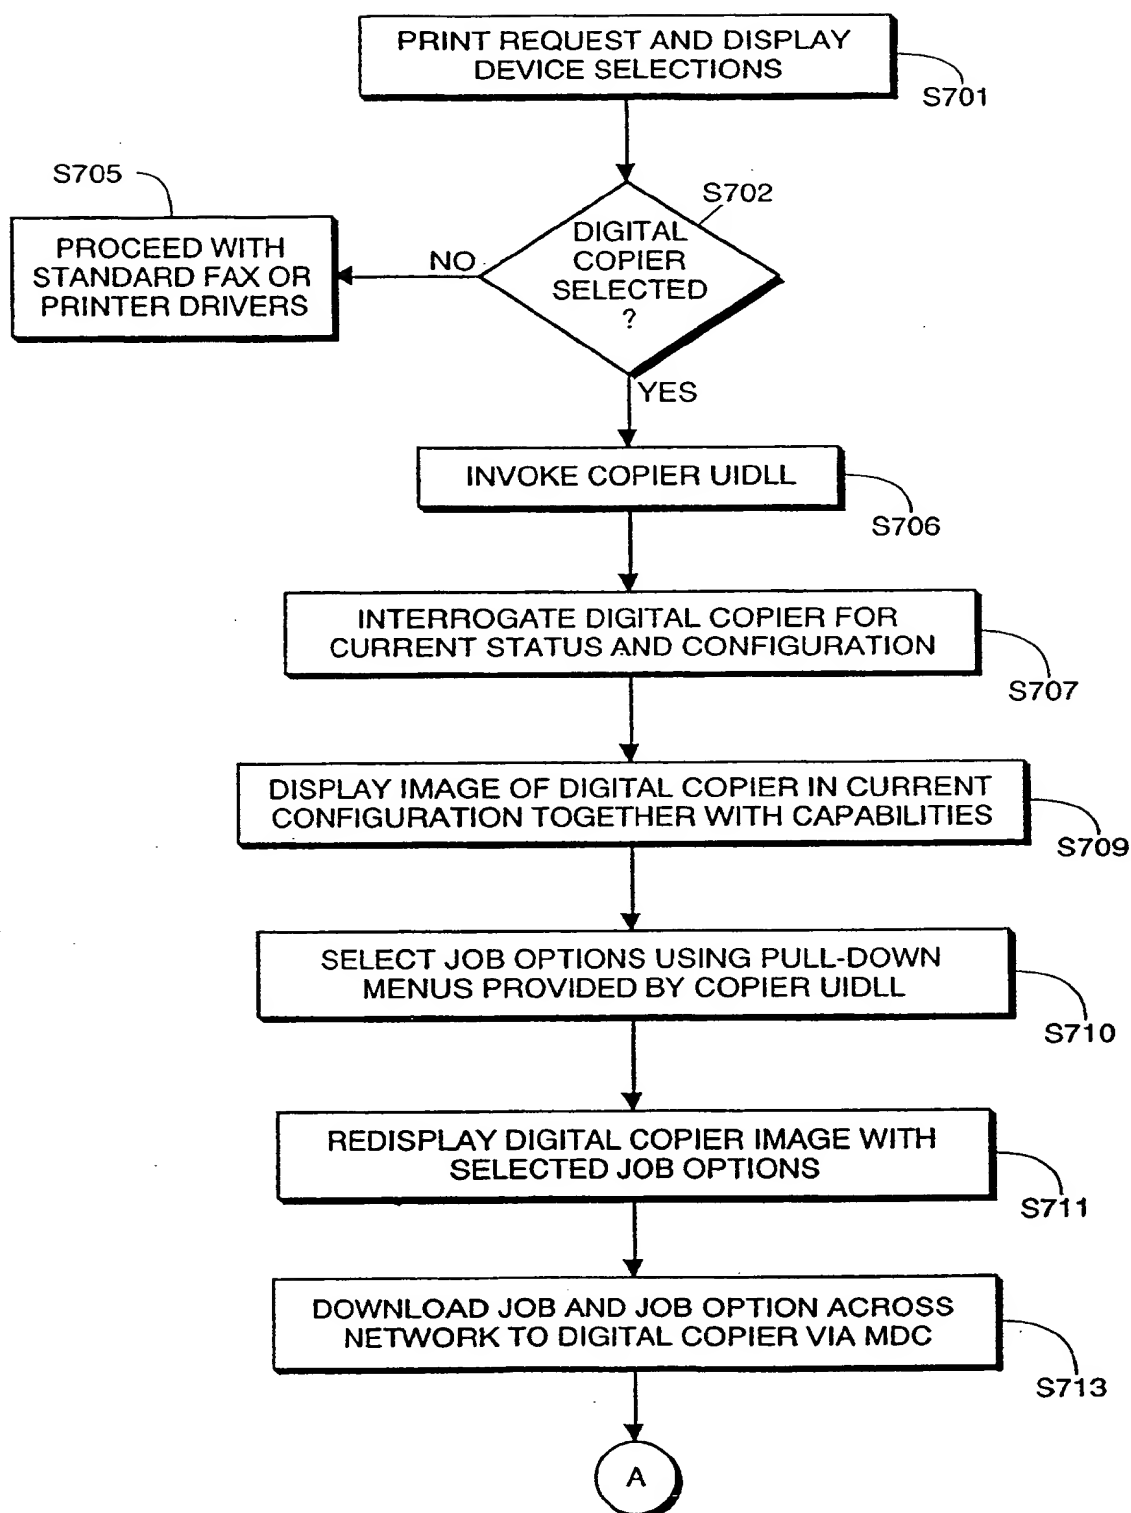 PRINT REQUEST AND DISPLAY
DEVICE SELECTIONS
S701
S705
S702
PROCEED WITH
STANDARD FAX OR
PRINTER DRIVERS
NO
DIGITAL
COPIER
SELECTED
?
YES
INVOKE COPIER UIDLL
S706
INTERROGATE DIGITAL COPIER FOR
CURRENT STATUS AND CONFIGURATION
S707
DISPLAY IMAGE OF DIGITAL COPIER IN CURRENT
CONFIGURATION TOGETHER WITH CAPABILITIES
S709
SELECT JOB OPTIONS USING PULL-DOWN
MENUS PROVIDED BY COPIER UIDLL
S710
REDISPLAY DIGITAL COPIER IMAGE WITH
SELECTED JOB OPTIONS
S711
DOWNLOAD JOB AND JOB OPTION ACROSS
NETWORK TO DIGITAL COPIER VIA MDC
S713
A